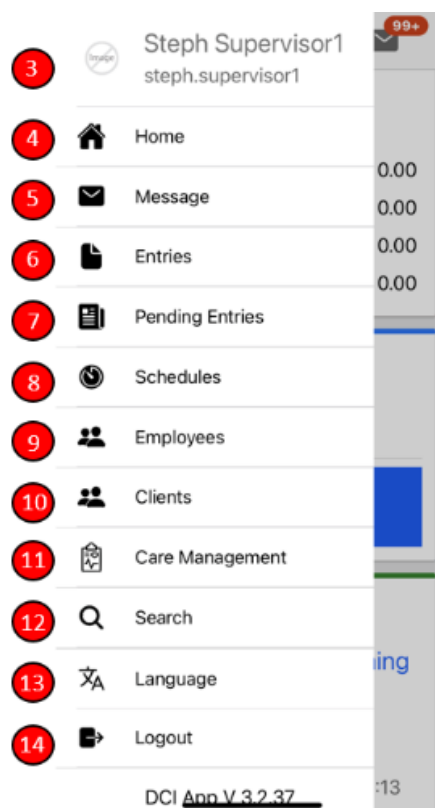 99+
3
Steph Supervisor1
steph.supervisor1
4 Home
5 Message
0.00
0.00
6 Entries
0.00
0.00
7 Pending Entries
8 Schedules
9 Employees
10 Clients
11 Care Management
12 Search
13 Language
ing
14 Logout
DCI App V 3.2.37
:13